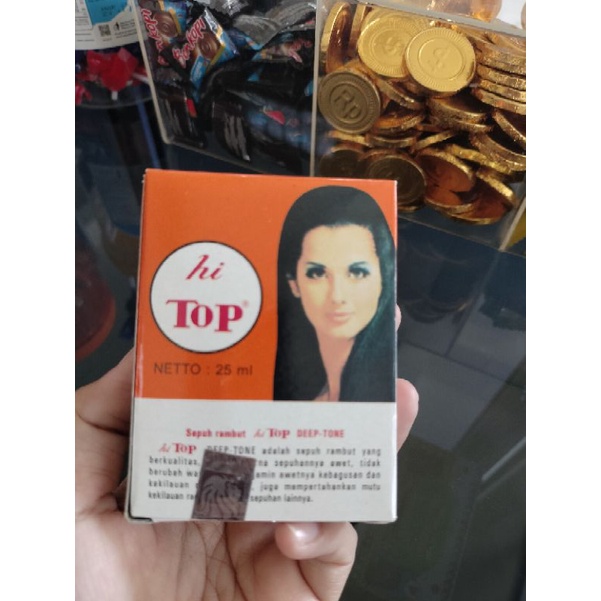 hi
TOP®
NETTO : 25 ml
Sepuh rambut hi TOP DEEP-TONE
hi TOP DEEP-TONE adalah sepuh rambut yang
berkualitas, sepuhannya awet, tidak
berubah kebagusan dan
kekilauan juga mempertahankan mutu
kekilauan sepuhan lainnya.
Rp